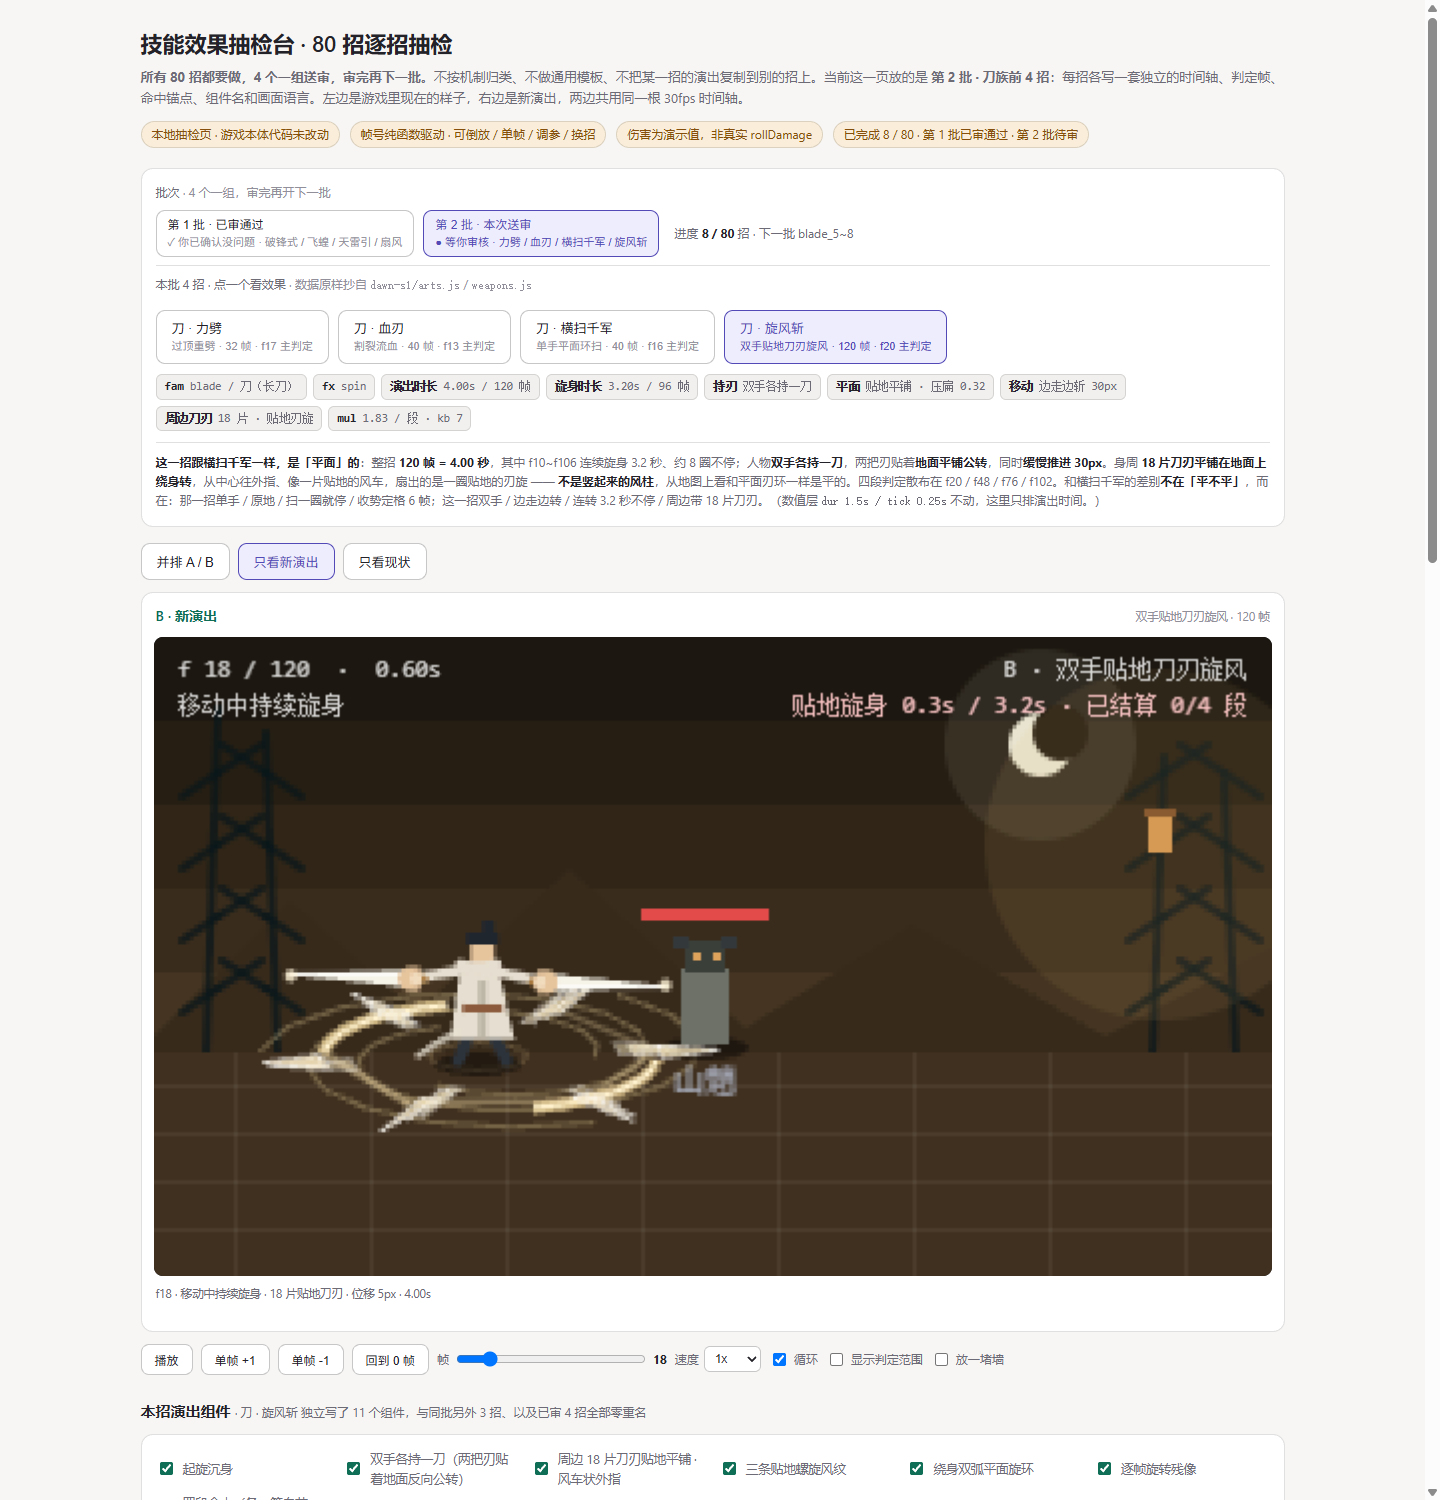 技能效果抽检台 · 80 招逐招抽检
所有 80 招都要做，4 个一组送审，审完再下一批。不按机制归类、不做通用模板、不把某一招的演出复制到别的招上。当前这一页放的是 第 2 批 · 刀族前 4 招：每招各写一套独立的时间轴、判定帧、
命中锚点、组件名和画面语言。左边是游戏里现在的样子，右边是新演出，两边共用同一根 30fps 时间轴。
本地抽检页 · 游戏本体代码未改动
帧号纯函数驱动 · 可倒放 / 单帧 / 调参 / 换招
伤害为演示值，非真实 rollDamage
已完成 8 / 80 · 第 1 批已审通过 · 第 2 批待审
批次 · 4 个一组，审完再开下一批
第 1 批 · 已审通过
✓ 你已确认没问题 · 破锋式 / 飞蝗 / 天雷引 / 扇风
第 2 批 · 本次送审
● 等你审核 · 力劈 / 血刃 / 横扫千军 / 旋风斩
进度 8 / 80 招 · 下一批 blade_5~8
本批 4 招 · 点一个看效果 · 数据原样抄自 dawn-s1/arts.js / weapons.js
刀 · 力劈
过顶重劈 · 32 帧 · f17 主判定
刀 · 血刃
割裂流血 · 40 帧 · f13 主判定
刀 · 横扫千军
单手平面环扫 · 40 帧 · f16 主判定
刀 · 旋风斩
双手贴地刀刃旋风 · 120 帧 · f20 主判定
fam blade / 刀（长刀）
fx spin
演出时长 4.00s / 120 帧
旋身时长 3.20s / 96 帧
持刃 双手各持一刀
平面 贴地平铺 · 压扁 0.32
移动 边走边斩 30px
周边刀刃 18 片 · 贴地刃旋
mul 1.83 / 段 · kb 7
这一招跟横扫千军一样，是「平面」的：整招 120 帧 = 4.00 秒，其中 f10~f106 连续旋身 3.2 秒、约 8 圈不停；人物双手各持一刀，两把刃贴着地面平铺公转，同时缓慢推进 30px。身周 18 片刀刃平铺在地面上
绕身转，从中心往外指、像一片贴地的风车，扇出的是一圈贴地的刃旋 —— 不是竖起来的风柱，从地图上看和平面刃环一样是平的。四段判定散布在 f20 / f48 / f76 / f102。和横扫千军的差别不在「平不平」，而
在：那一招单手 / 原地 / 扫一圈就停 / 收势定格 6 帧；这一招双手 / 边走边转 / 连转 3.2 秒不停 / 周边带 18 片刀刃。（数值层 dur 1.5s / tick 0.25s 不动，这里只排演出时间。）
并排 A / B
只看新演出
只看现状
B · 新演出
双手贴地刀刃旋风 · 120 帧
f 18 / 120 · 0.60s
B · 双手贴地刀刃旋风
移动中持续旋身
贴地旋身 0.3s / 3.2s · 已结算 0/4 段
山魈
f18 · 移动中持续旋身 · 18 片贴地刀刃 · 位移 5px · 4.00s
播放
单帧 +1
单帧 -1
回到 0 帧
帧
18
速度
1x
循环
显示判定范围
放一堵墙
本招演出组件 · 刀 · 旋风斩 独立写了 11 个组件，与同批另外 3 招、以及已审 4 招全部零重名
起旋沉身
双手各持一刀（两把刃贴
着地面反向公转）
周边 18 片刀刃贴地平铺 ·
风车状外指
三条贴地螺旋风纹
绕身双弧平面旋环
逐帧旋转残像